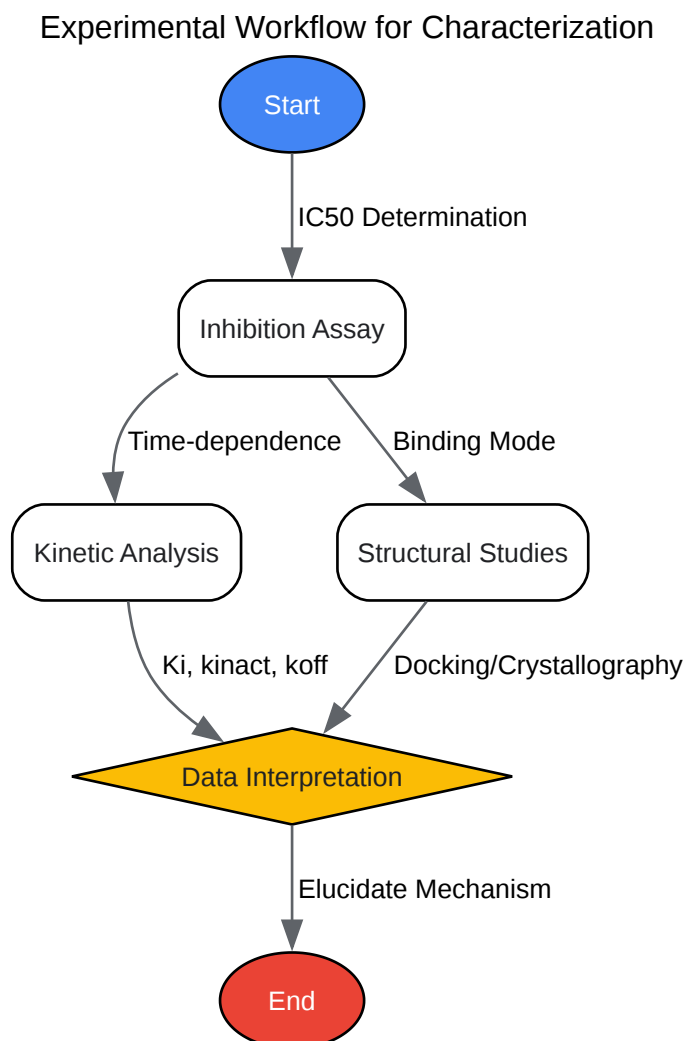 Experimental Workflow for Characterization
Start
IC50 Determination
Inhibition Assay
Time-dependence
Binding Mode
Kinetic Analysis
Structural Studies
Ki, kinact, koff
Docking/Crystallography
Data Interpretation
Elucidate Mechanism
End